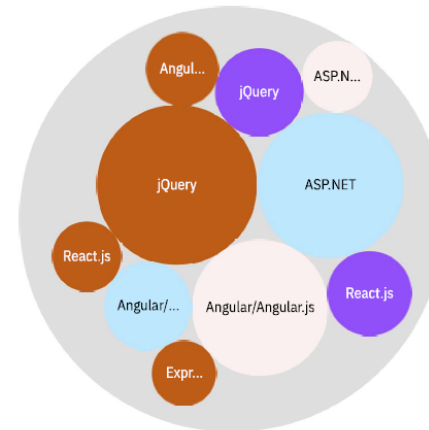 Angul...
jQuery
ASP.N...
jQuery
ASP.NET
React.js
Angular/...
Angular/Angular.js
React.js
Expr...